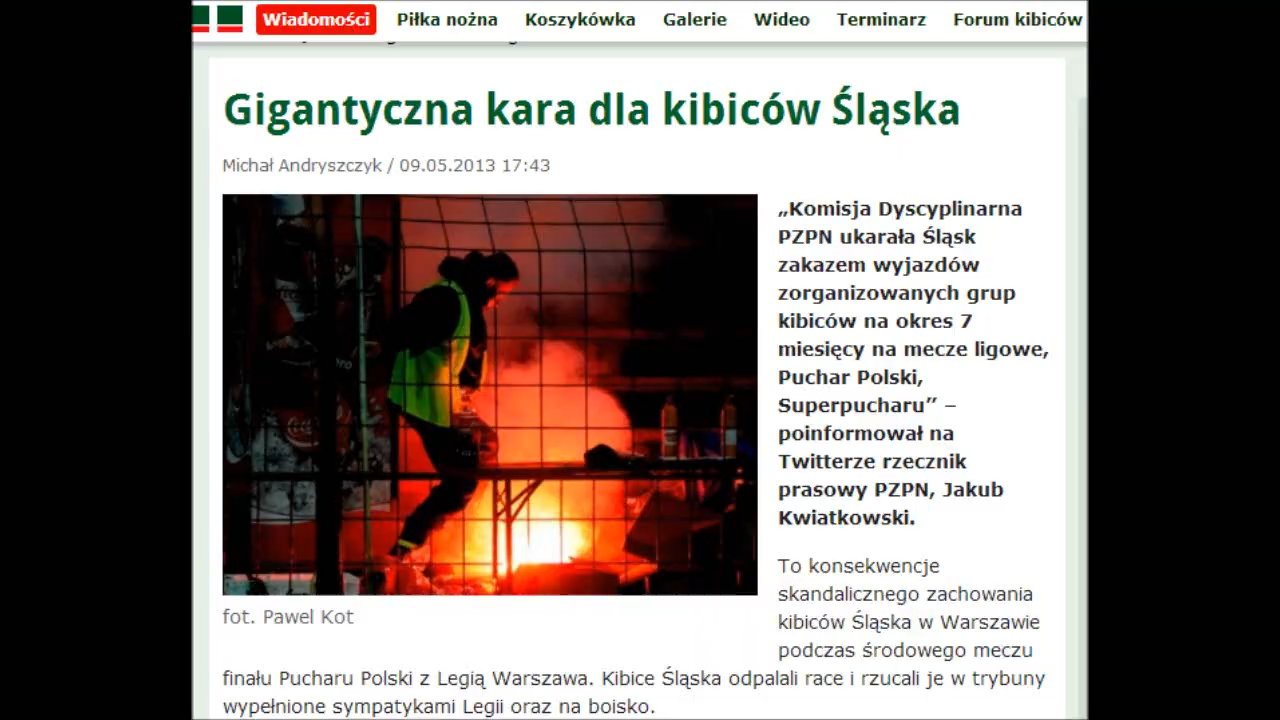 Wiadomości Piłka nożna Koszykówka Galerie Wideo Terminarz Forum kibiców
Gigantyczna kara dla kibiców Śląska
Michał Andryszczyk / 09.05.2013 17:43
„Komisja Dyscyplinarna
PZPN ukarała Śląsk
zakazem wyjazdów
zorganizowanych grup
kibiców na okres 7
miesięcy na mecze ligowe,
Puchar Polski,
Superpucharu” –
poinformował na
Twitterze rzecznik
prasowy PZPN, Jakub
Kwiatkowski.
fot. Pawel Kot
To konsekwencje
skandalicznego zachowania
kibiców Śląska w Warszawie
podczas środowego meczu
finału Pucharu Polski z Legią Warszawa. Kibice Śląska odpalali race i rzucali je w trybuny
wypełnione sympatykami Legii oraz na boisko.